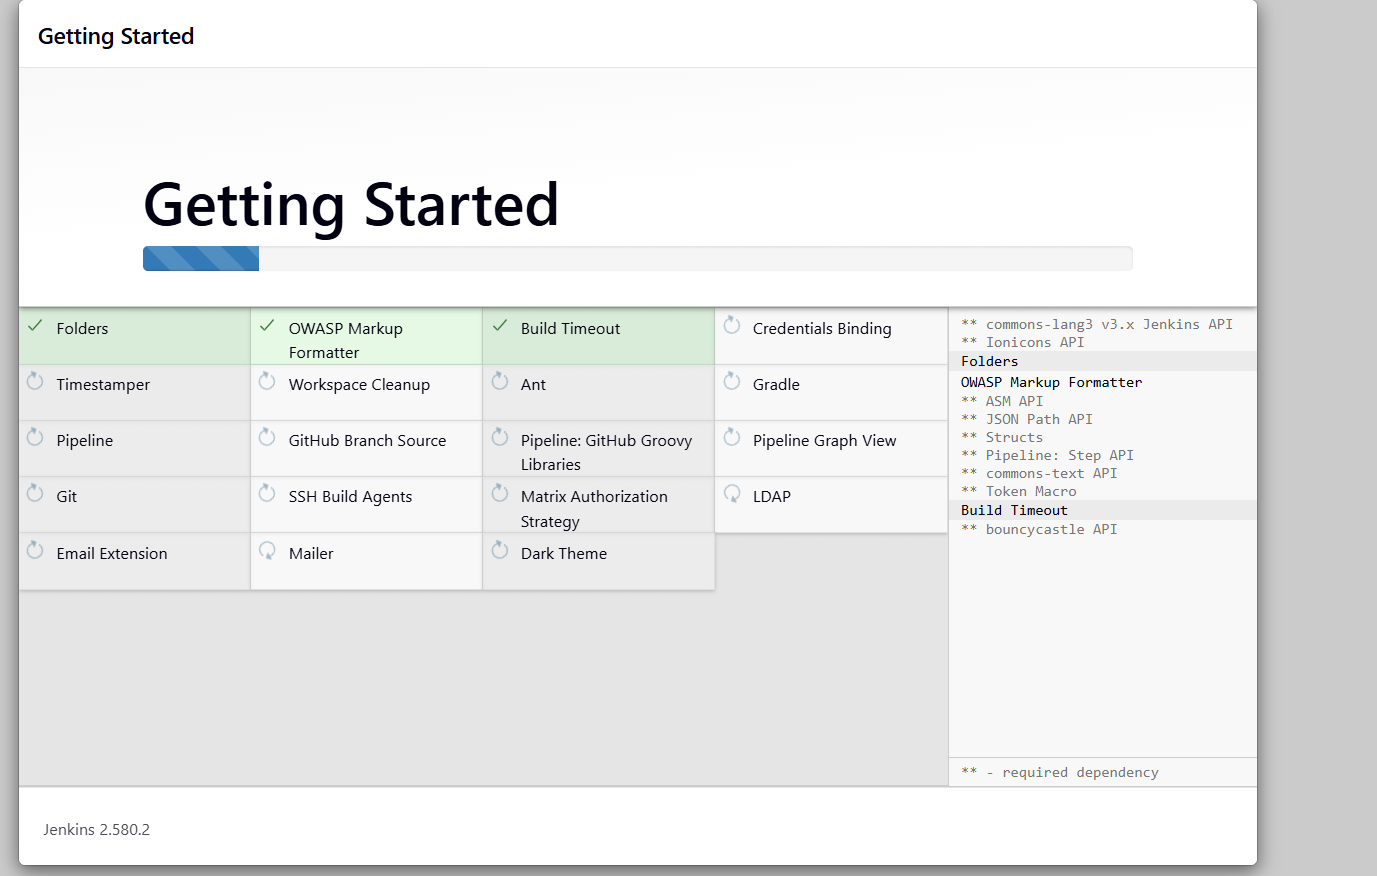 Getting Started
Getting Started
Folders
OWASP Markup
Formatter
Build Timeout
Credentials Binding
Timestamper
Workspace Cleanup
Ant
Gradle
Pipeline
GitHub Branch Source
Pipeline: GitHub Groovy
Libraries
Pipeline Graph View
Git
SSH Build Agents
Matrix Authorization
Strategy
LDAP
Email Extension
Mailer
Dark Theme
** commons-lang3 v3.x Jenkins API
** Ionicons API
Folders
OWASP Markup Formatter
** ASM API
** JSON Path API
** Structs
** Pipeline: Step API
** commons-text API
** Token Macro
Build Timeout
** bouncycastle API
** - required dependency
Jenkins 2.580.2